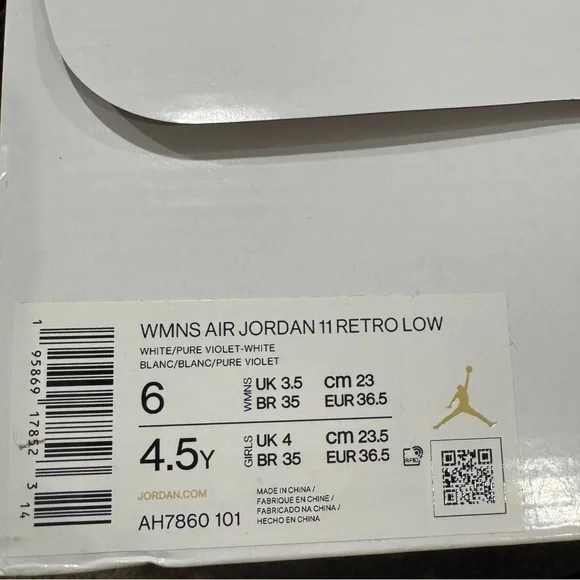 WMNS AIR JORDAN 11 RETRO LOW
WHITE/PURE VIOLET-WHITE
BLANC/BLANC/PURE VIOLET
6 WMNS UK 3.5 cm 23
BR 35 EUR 36.5
4.5Y GIRLS UK 4 cm 23.5
BR 35 EUR 36.5
RFID
JORDAN.COM
AH7860 101
MADE IN CHINA /
FABRIQUE EN CHINE /
FABRICADO NA CHINA /
HECHO EN CHINA
1 95869 17852 3 14